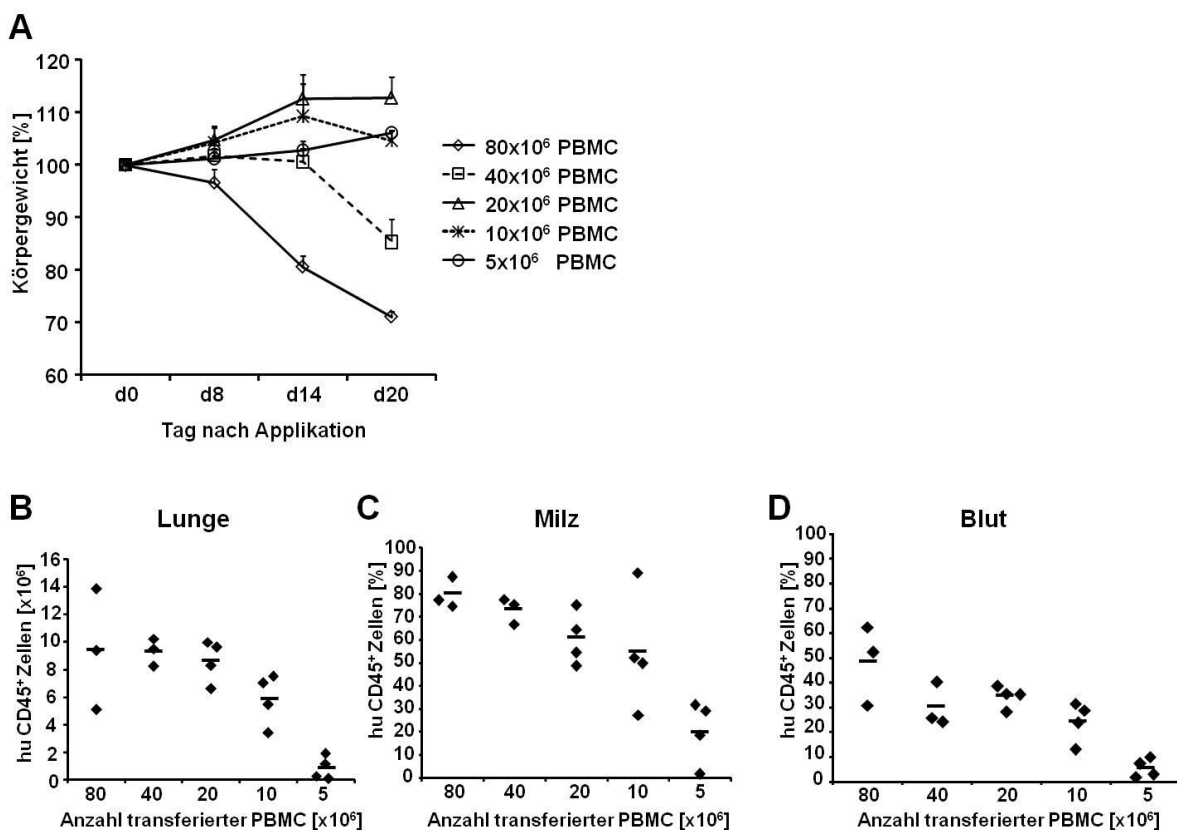 A
120
110
100
90
80
70
60
Körpergewicht [%]
d0 d8 d14 d20
Tag nach Applikation
80x10⁶ PBMC
40x10⁶ PBMC
20x10⁶ PBMC
10x10⁶ PBMC
5x10⁶ PBMC
B
Lunge
16
14
12
10
8
6
4
2
0
hu CD45⁺ Zellen [x10⁶]
80 40 20 10 5
Anzahl transferierter PBMC [x10⁶]
C
Milz
100
90
80
70
60
50
40
30
20
10
0
hu CD45⁺ Zellen [%]
80 40 20 10 5
Anzahl transferierter PBMC [x10⁶]
D
Blut
100
90
80
70
60
50
40
30
20
10
0
hu CD45⁺ Zellen [%]
80 40 20 10 5
Anzahl transferierter PBMC [x10⁶]